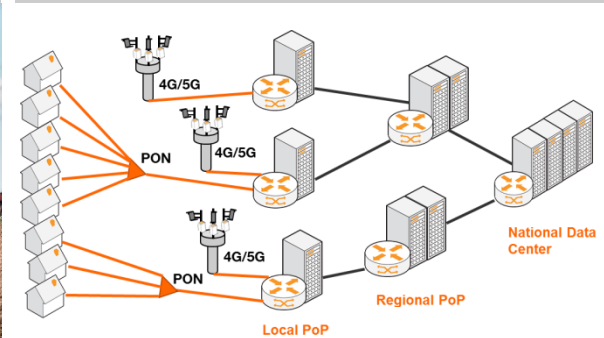 4G/5G
4G/5G
PON
National Data
Center
4G/5G
PON
Regional PoP
Local PoP